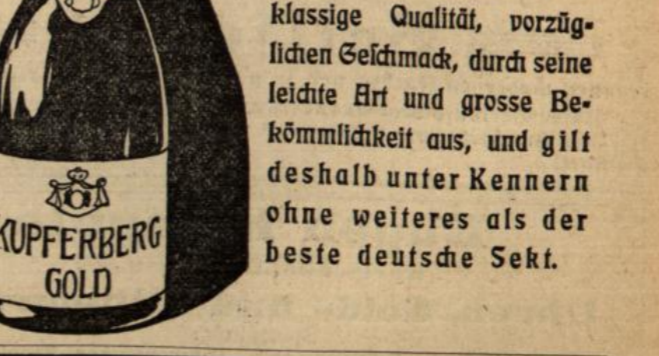 klassige Qualität, vorzüg-
lichen Geschmack, durch seine
leichte Art und grosse Be-
kömmlichkeit aus, und gilt
deshalb unter Kennern
ohne weiteres als der
beste deutsche Sekt.
KUPFERBERG
GOLD